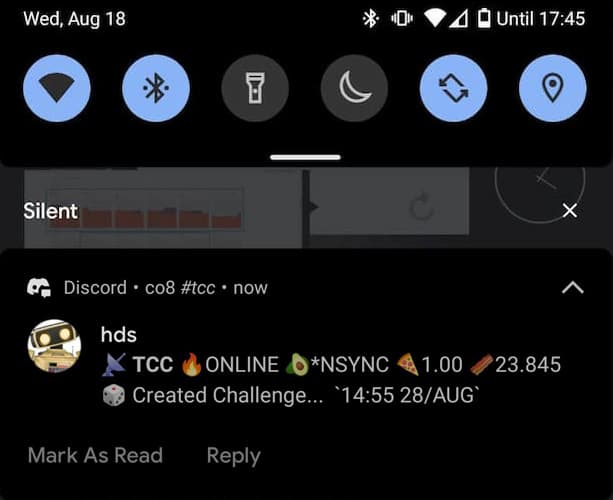 Wed, Aug 18
Until 17:45
Silent
Discord • co8 #tcc • now
hds
📡 TCC 🔥ONLINE 🥑*NSYNC 🍕1.00 🥓23.845
🎲 Created Challenge... `14:55 28/AUG`
Mark As Read
Reply